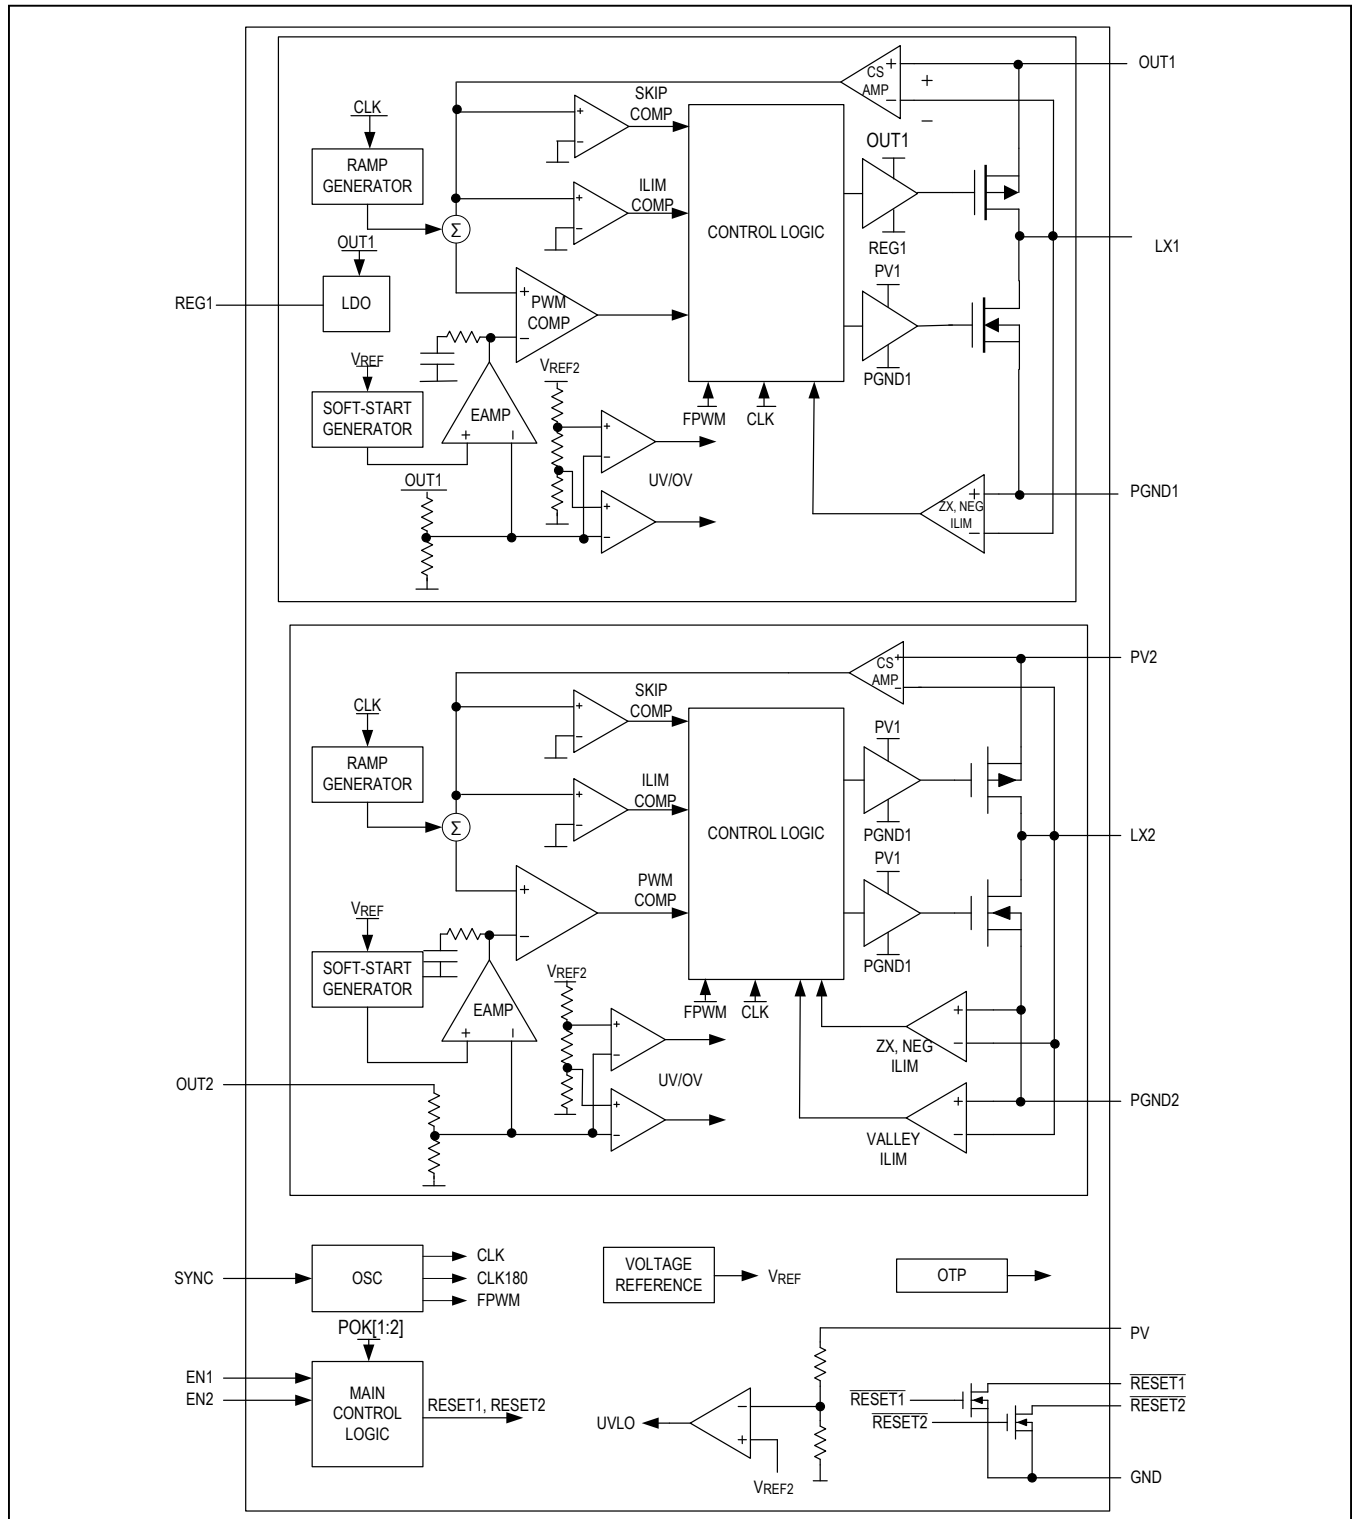 OUT1
CS
AMP
+
−
+
−
SKIP
COMP
+
−
CLK
RAMP
GENERATOR
OUT1
ILIM
COMP
+
−
CONTROL LOGIC
Σ
REG1
LX1
OUT1
PV1
REG1
LDO
PWM
COMP
+
−
VREF
VREF2
PGND1
SOFT-START
GENERATOR
EAMP
+
−
FPWM
CLK
+
−
OUT1
UV/OV
+
−
ZX, NEG
ILIM
+
−
PGND1
PV2
CS
AMP
+
−
SKIP
COMP
+
−
CLK
PV1
RAMP
GENERATOR
ILIM
COMP
+
−
CONTROL LOGIC
Σ
PGND1
LX2
PV1
PWM
COMP
+
−
VREF
PGND1
SOFT-START
GENERATOR
VREF2
EAMP
+
−
FPWM
CLK
+
−
ZX, NEG
ILIM
+
−
OUT2
UV/OV
+
−
PGND2
VALLEY
ILIM
+
−
SYNC
OSC
CLK
CLK180
FPWM
VOLTAGE
REFERENCE
VREF
OTP
POK[1:2]
PV
EN1
EN2
MAIN
CONTROL
LOGIC
RESET1, RESET2
UVLO
−
+
VREF2
RESET1
RESET2
RESET1
RESET2
GND